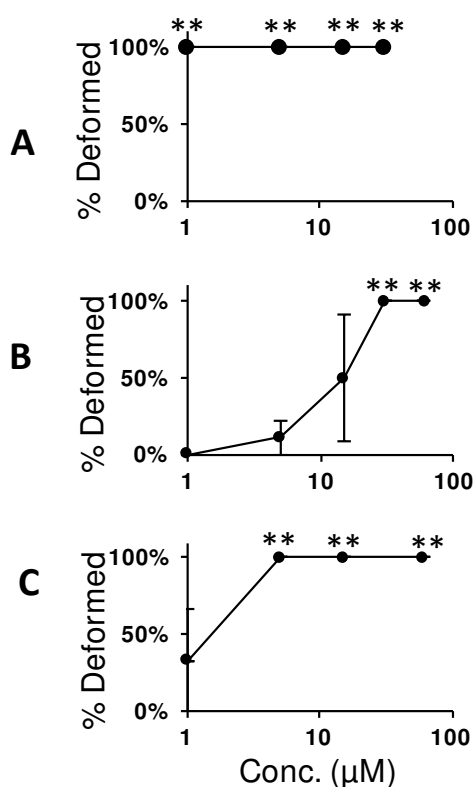 ** ** ** **
100%
A
% Deformed
50%
0%
1 10 100
** **
100%
B
% Deformed
50%
0%
1 10 100
** ** **
100%
C
% Deformed
50%
0%
1 10 100
Conc. (µM)